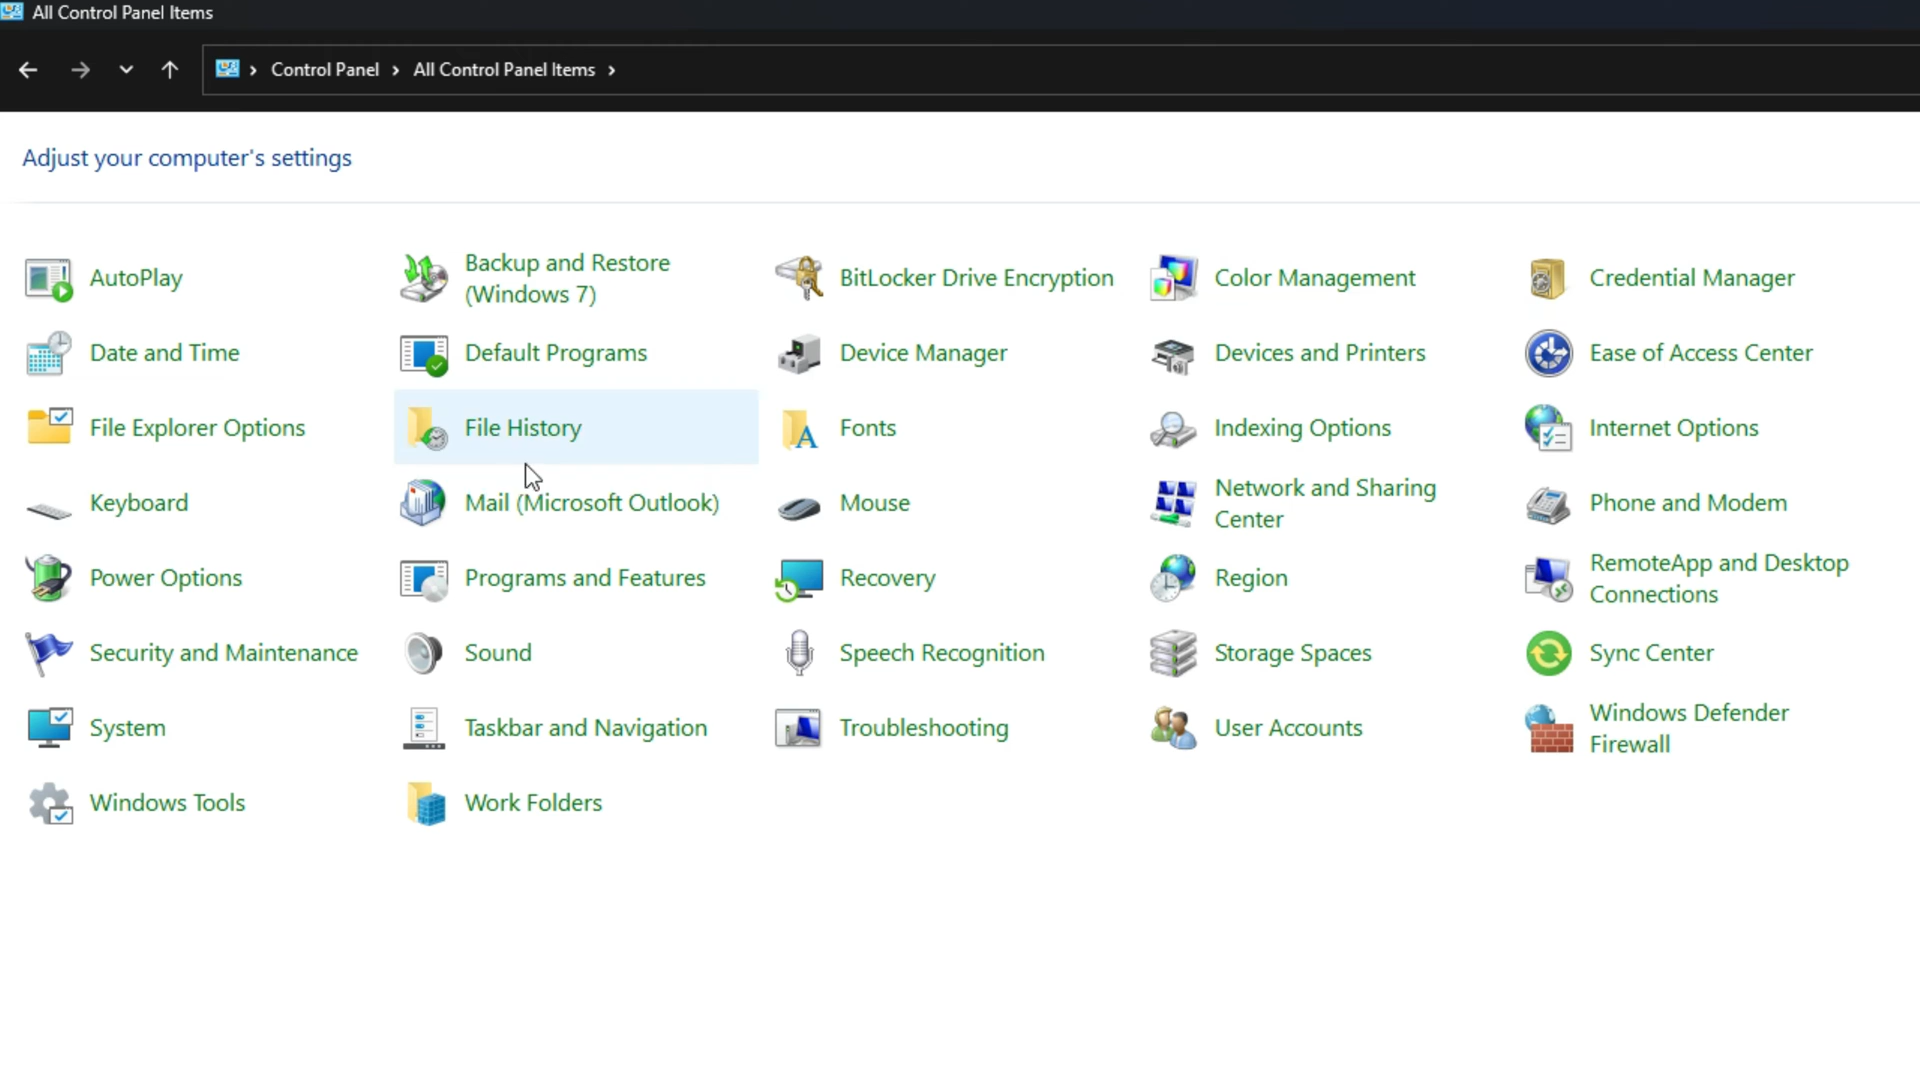 All Control Panel Items
Control Panel > All Control Panel Items >
Adjust your computer's settings
AutoPlay
Backup and Restore
(Windows 7)
BitLocker Drive Encryption
Color Management
Credential Manager
Date and Time
Default Programs
Device Manager
Devices and Printers
Ease of Access Center
File Explorer Options
File History
Fonts
Indexing Options
Internet Options
Keyboard
Mail (Microsoft Outlook)
Mouse
Network and Sharing
Center
Phone and Modem
Power Options
Programs and Features
Recovery
Region
RemoteApp and Desktop
Connections
Security and Maintenance
Sound
Speech Recognition
Storage Spaces
Sync Center
System
Taskbar and Navigation
Troubleshooting
User Accounts
Windows Defender
Firewall
Windows Tools
Work Folders